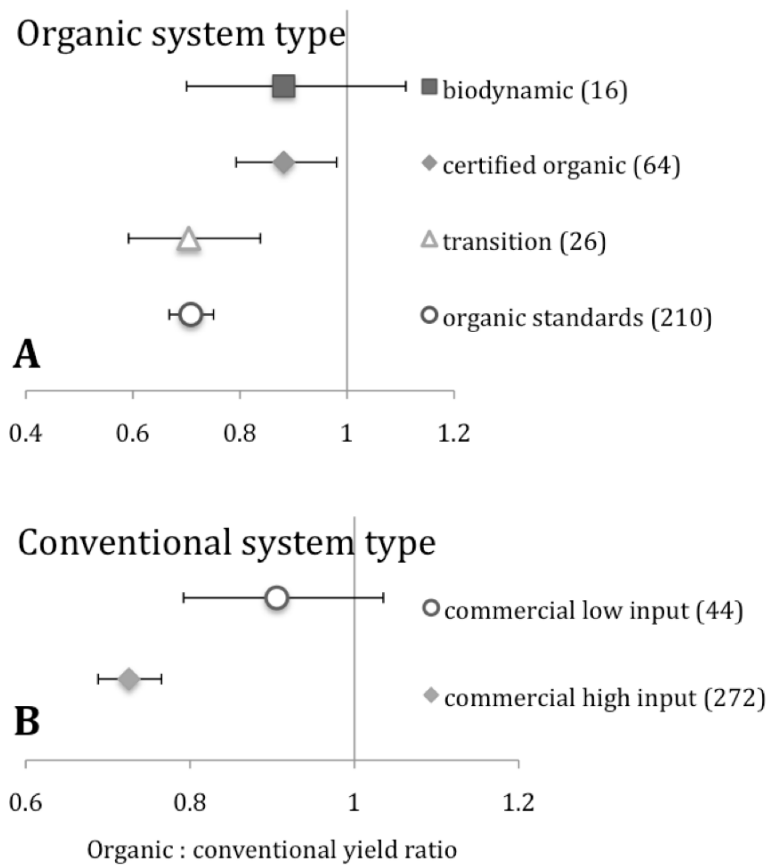 Organic system type
biodynamic (16)
certified organic (64)
transition (26)
organic standards (210)
A
0.4 0.6 0.8 1 1.2
Conventional system type
commercial low input (44)
commercial high input (272)
B
0.6 0.8 1 1.2
Organic : conventional yield ratio